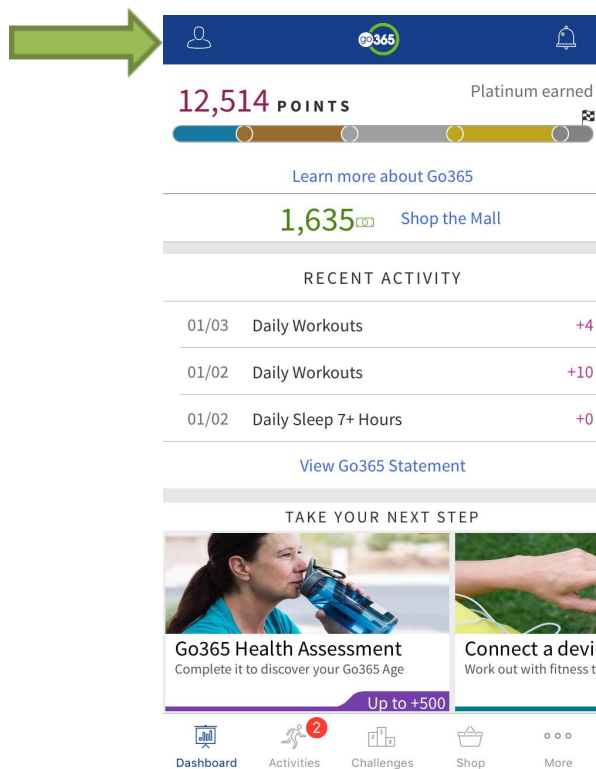 go365
12,514 POINTS
Platinum earned
Learn more about Go365
1,635 Shop the Mall
RECENT ACTIVITY
01/03 Daily Workouts +4
01/02 Daily Workouts +10
01/02 Daily Sleep 7+ Hours +0
View Go365 Statement
TAKE YOUR NEXT STEP
Go365 Health Assessment
Complete it to discover your Go365 Age
Up to +500
Connect a devi
Work out with fitness t
2
1 2 3
Dashboard Activities Challenges Shop More